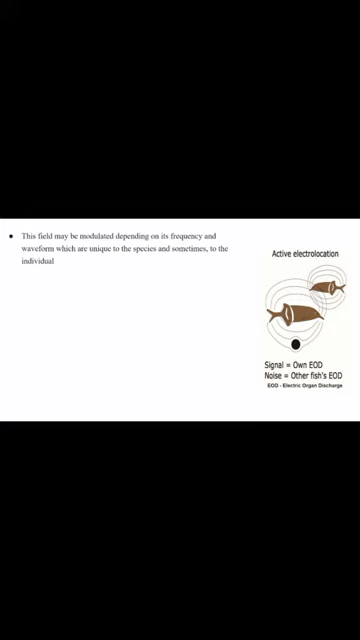 ● This field may be modulated depending on its frequency and
waveform which are unique to the species and sometimes, to the
individual
Active electrolocation
Signal = Own EOD
Noise = Other fish's EOD
EOD - Electric Organ Discharge